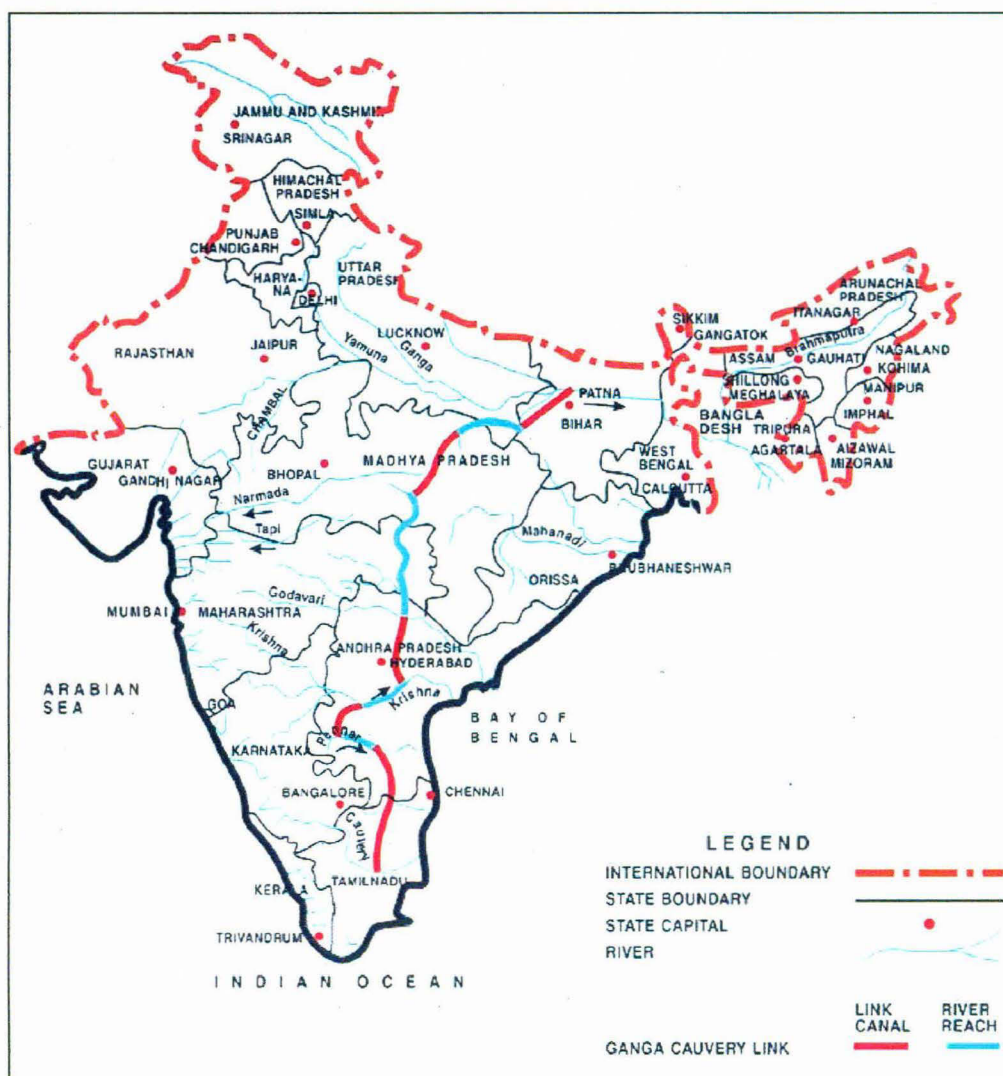 JAMMU AND KASHMIR
SRINAGAR
HIMACHAL
PRADESH
SIMLA
PUNJAB
CHANDIGARH
HARYA-
NA
DELHI
UTTAR
PRADESH
RAJASTHAN
JAIPUR
LUCKNOW
Yamuna
Ganga
CHAMBAL
PATNA
BIHAR
SIKKIM
GANGATOK
ARUNACHAL
PRADESH
ITANAGAR
ASSAM
Brahmaputra
GAUHATI
NAGALAND
KOHIMA
SHILLONG
MEGHALAYA
MANIPUR
IMPHAL
BANGLA
DESH
TRIPURA
AGARTALA
AIZAWAL
MIZORAM
WEST
BENGAL
CALCUTTA
GUJARAT
GANDHI NAGAR
BHOPAL
MADHYA PRADESH
Narmada
Tapi
Mahanadi
BHUBHANESHWAR
ORISSA
MUMBAI
MAHARASHTRA
Godavari
Krishna
ANDHRA PRADESH
HYDERABAD
Krishna
ARABIAN
SEA
GOA
BAY OF
BENGAL
Pennar
KARNATAKA
BANGALORE
CHENNAI
Cautery
KERALA
TAMILNADU
TRIVANDRUM
INDIAN OCEAN
LEGEND
INTERNATIONAL BOUNDARY
STATE BOUNDARY
STATE CAPITAL
RIVER
LINK
CANAL
RIVER
REACH
GANGA CAUVERY LINK